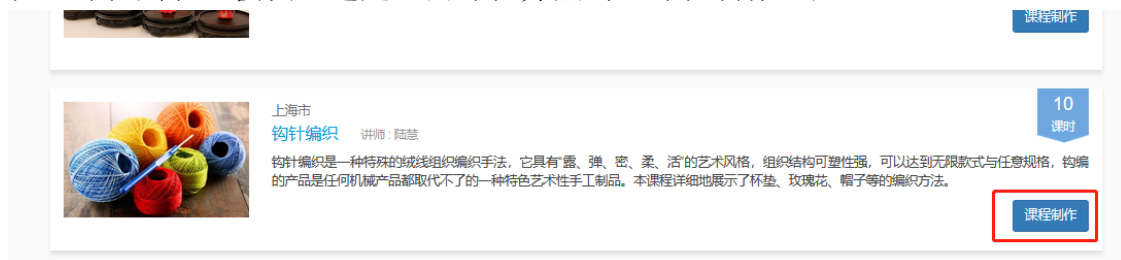 课程制作
上海市
10
钩针编织 讲师:陆慧
课时
钩针编织是一种特殊的绒线组织编织手法，它具有“露、弹、密、柔、活”的艺术风格，组织结构可塑性强，可以达到无限款式与任意规格，钩编
的产品是任何机械产品都取代不了的一种特色艺术性手工制品。本课程详细地展示了杯垫、玫瑰花、帽子等的编织方法。
课程制作